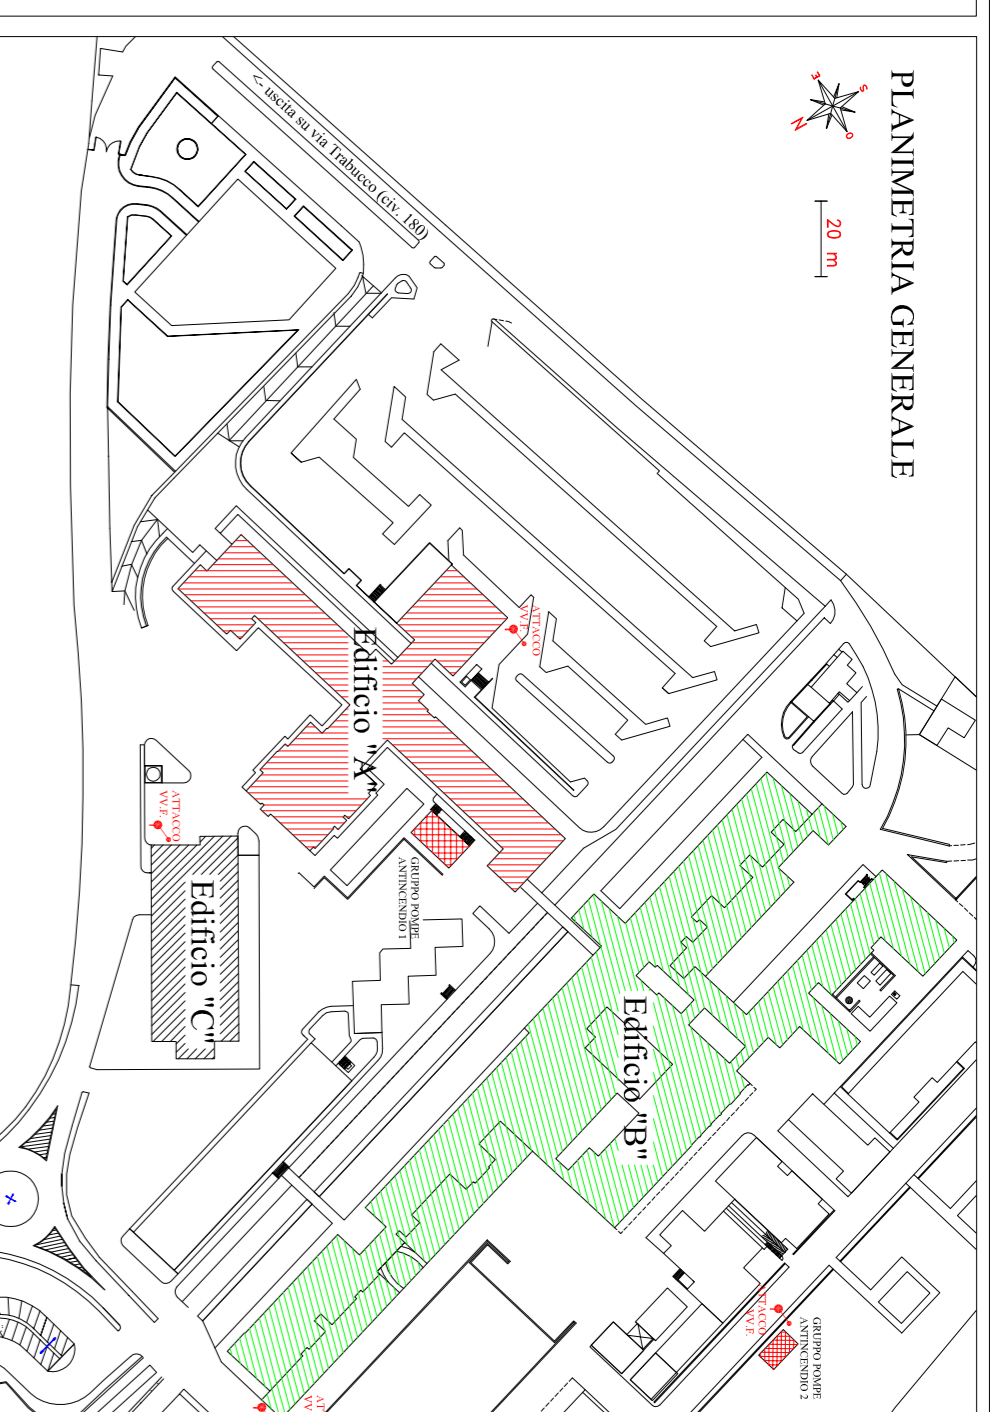 PLANIMETRIA GENERALE
E
S
N
O
20 m
<- uscita su via Trabucco (civ. 180)
ATTACCO
VV.F.
Edificio "A"
ATTACCO
VV.F.
GRUPPO POMPE
ANTINCENDIO 1
Edificio "C"
Edificio "B"
ATTACCO
VV.F.
GRUPPO POMPE
ANTINCENDIO 2